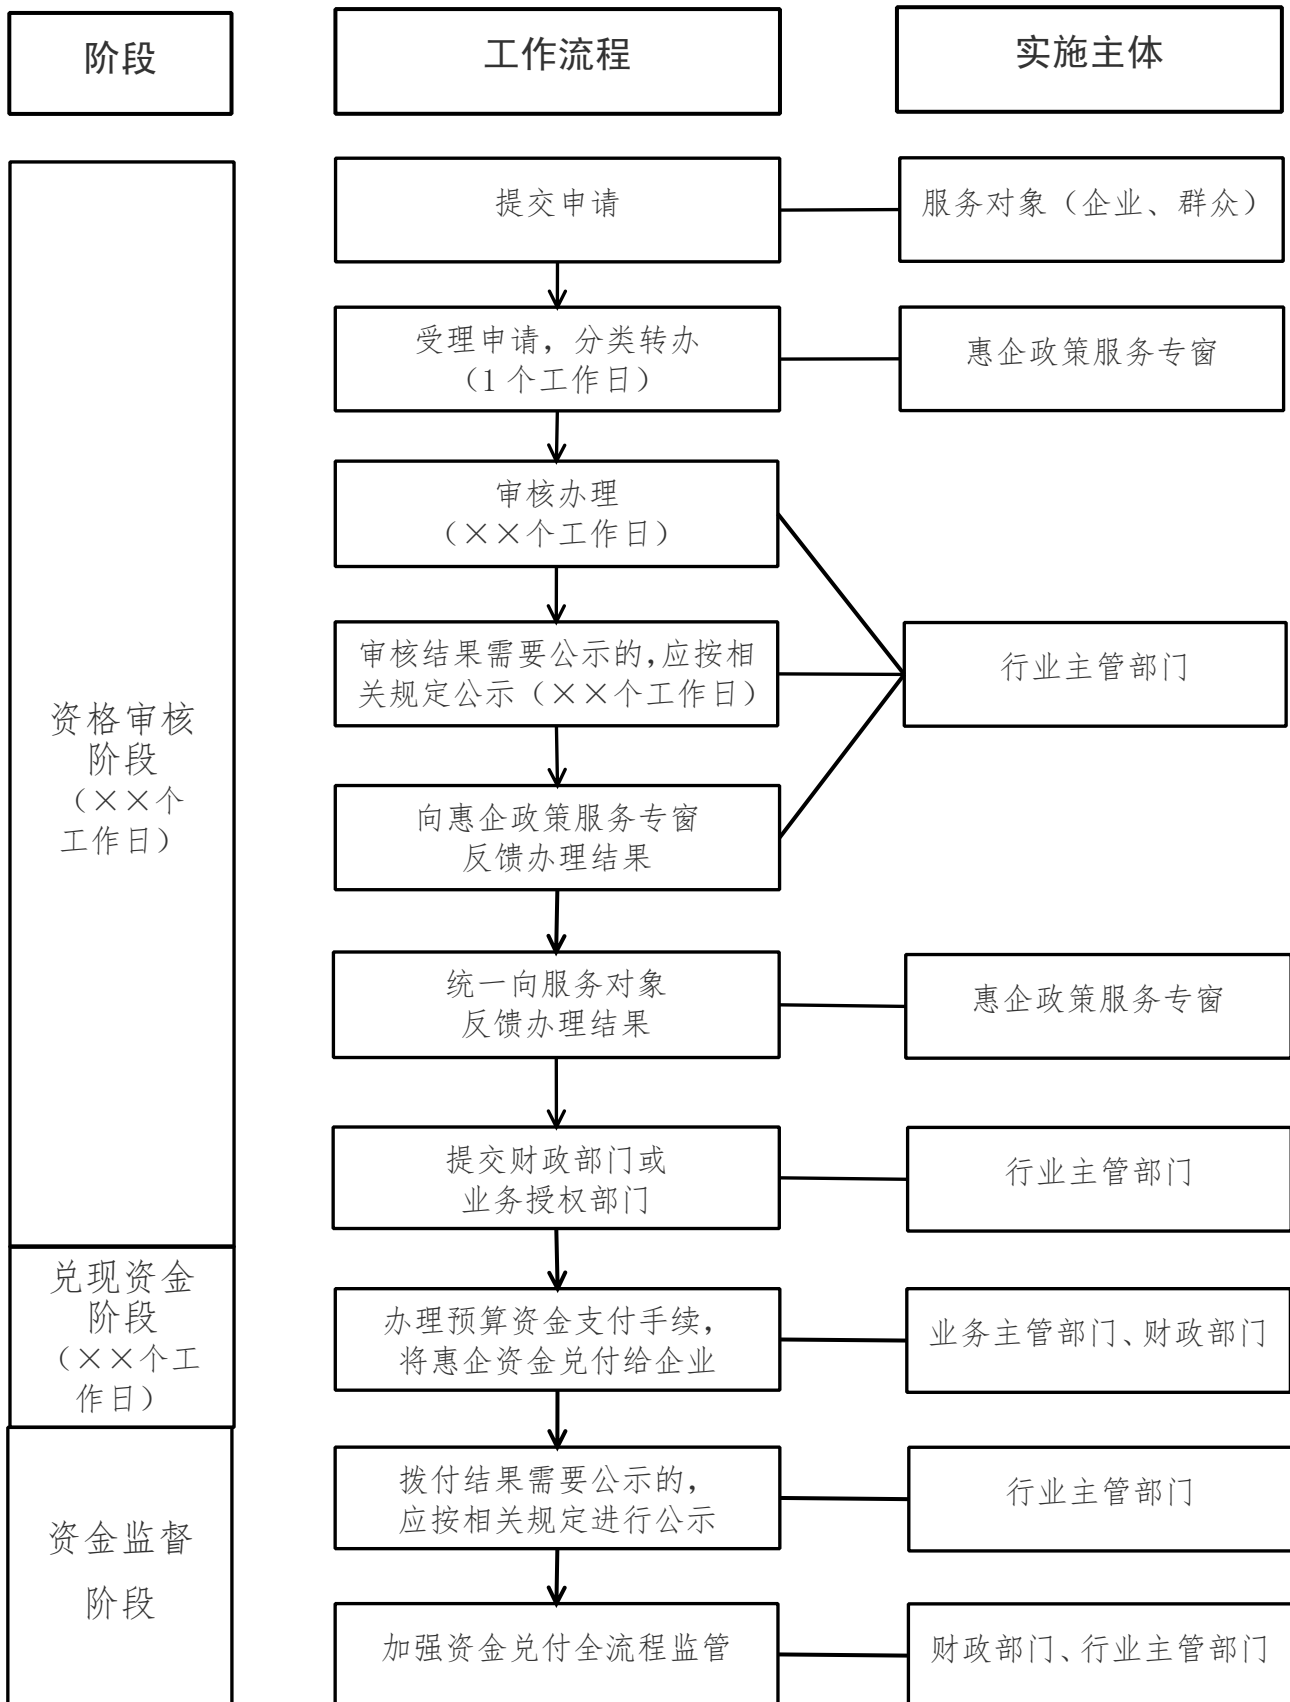 阶段
工作流程
实施主体
提交申请
服务对象（企业、群众）
受理申请，分类转办
（1个工作日）
惠企政策服务专窗
审核办理
（××个工作日）
审核结果需要公示的，应按相
关规定公示（××个工作日）
行业主管部门
资格审核
阶段
（××个
工作日）
向惠企政策服务专窗
反馈办理结果
统一向服务对象
反馈办理结果
惠企政策服务专窗
提交财政部门或
业务授权部门
行业主管部门
兑现资金
阶段
（××个工
作日）
办理预算资金支付手续，
将惠企资金兑付给企业
业务主管部门、财政部门
资金监督
阶段
拨付结果需要公示的，
应按相关规定进行公示
行业主管部门
加强资金兑付全流程监管
财政部门、行业主管部门